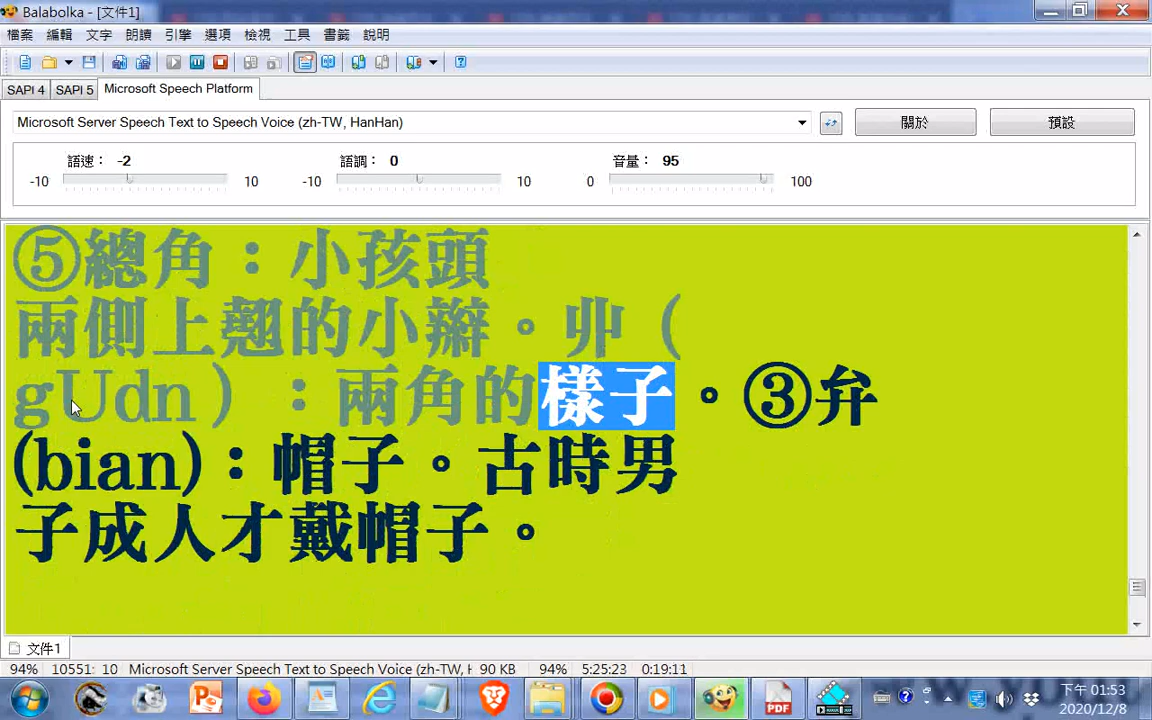 Balabolka - [文件1]
檔案 編輯 文字 朗讀 引擎 選項 檢視 工具 書籤 說明
SAPI 4 SAPI 5 Microsoft Speech Platform
Microsoft Server Speech Text to Speech Voice (zh-TW, HanHan) 關於 預設
語速： -2 語調： 0 音量： 95
-10 10 -10 10 0 100
⑤總角：小孩頭
兩側上翹的小辮。丱（
gUdn）：兩角的樣子。③弁
(bian)：帽子。古時男
子成人才戴帽子。
文件1
94% 10551: 10 Microsoft Server Speech Text to Speech Voice (zh-TW, H 90 KB 94% 5:25:23 0:19:11
下午 01:53
2020/12/8
PDF